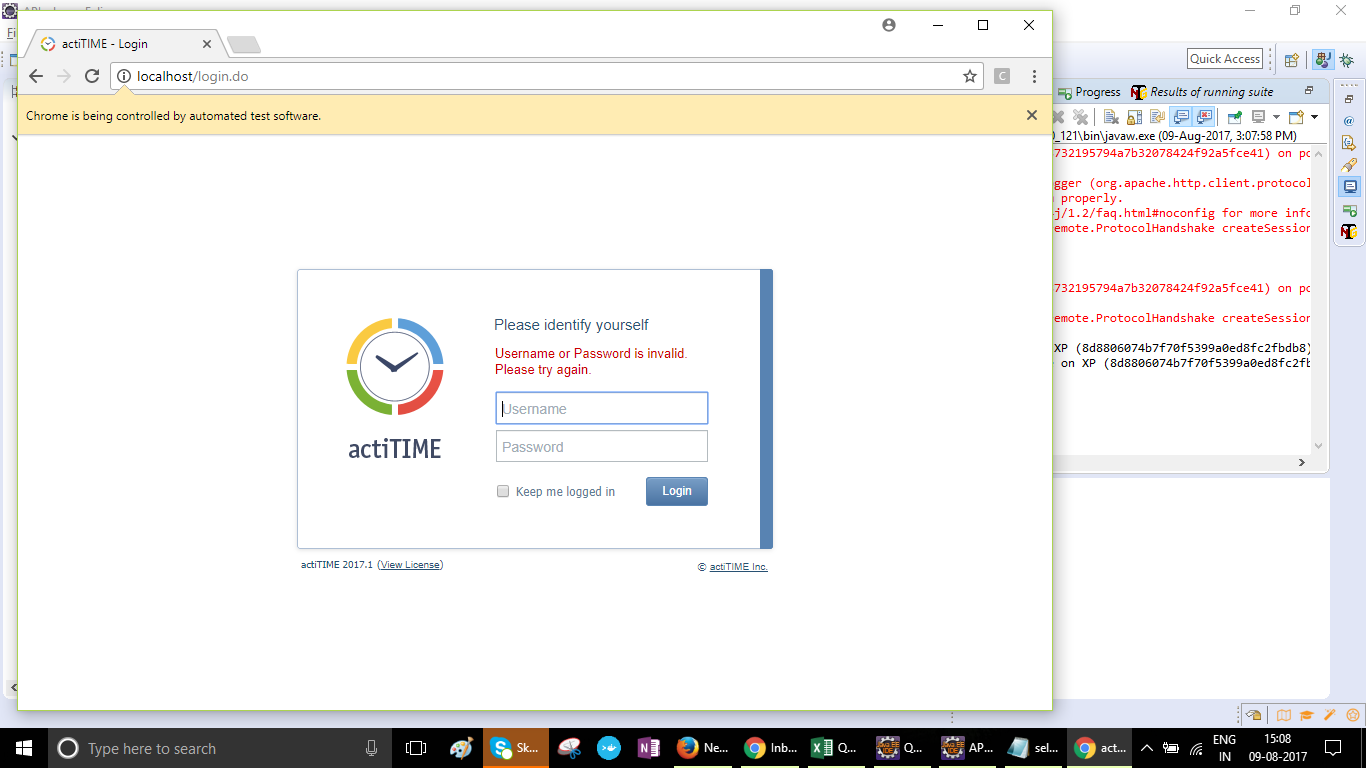 actiTIME - Login
localhost/login.do
C
Chrome is being controlled by automated test software.
Please identify yourself
Username or Password is invalid.
Please try again.
Username
Password
actiTIME
Keep me logged in
Login
actiTIME 2017.1 (View License)
© actiTIME Inc.
Quick Access
Progress
Results of running suite
0_121\bin\javaw.exe (09-Aug-2017, 3:07:58 PM)
732195794a7b32078424f92a5fce41) on po
gger (org.apache.http.client.protocol
properly.
j/1.2/faq.html#noconfig for more info
emote.ProtocolHandshake createSession
732195794a7b32078424f92a5fce41) on po
emote.ProtocolHandshake createSession
XP (8d8806074b7f70f5399a0ed8fc2fbdb8)
on XP (8d8806074b7f70f5399a0ed8fc2fb
Type here to search
Sk...
Ne...
Inb...
Q...
Q...
AP...
sel...
act...
ENG
IN
15:08
09-08-2017